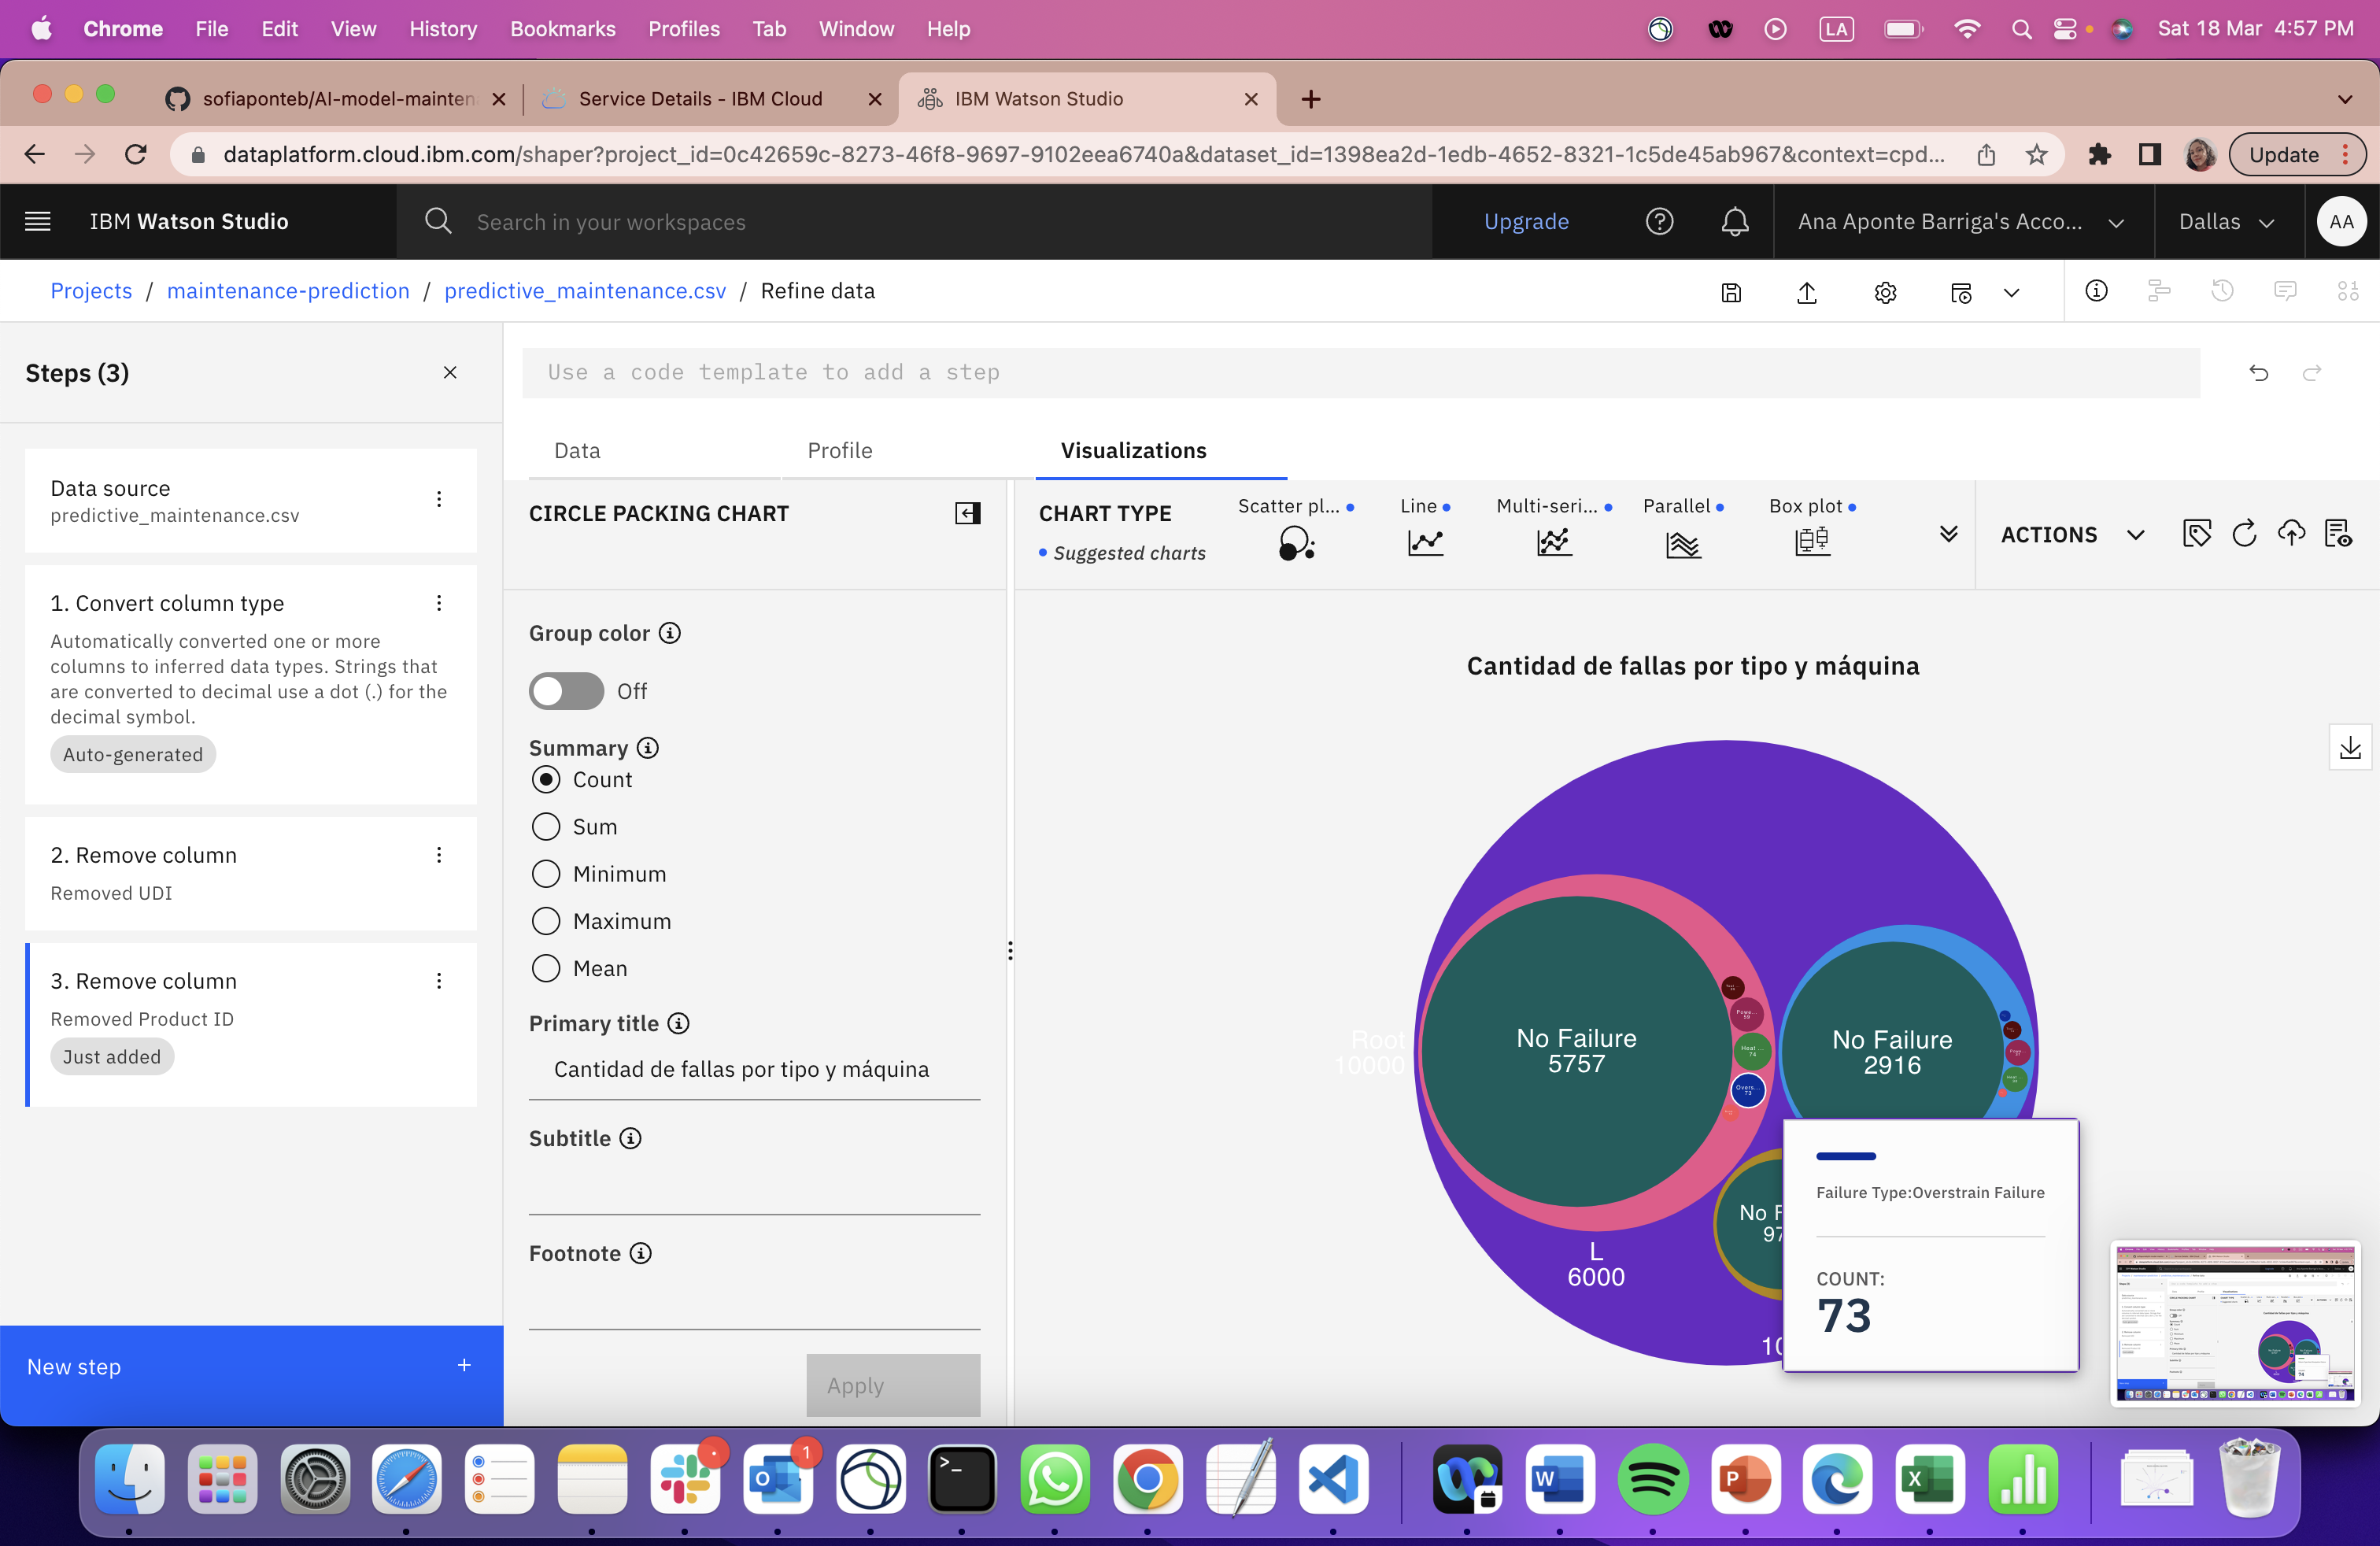 Chrome File Edit View History Bookmarks Profiles Tab Window Help
LA
Sat 18 Mar 4:57 PM
sofiaponteb/AI-model-mainten
Service Details - IBM Cloud
IBM Watson Studio
dataplatform.cloud.ibm.com/shaper?project_id=0c42659c-8273-46f8-9697-9102eea6740a&dataset_id=1398ea2d-1edb-4652-8321-1c5de45ab967&context=cpd...
Update
IBM Watson Studio
Search in your workspaces
Upgrade
Ana Aponte Barriga's Acco...
Dallas
AA
Projects / maintenance-prediction / predictive_maintenance.csv / Refine data
Steps (3)
Use a code template to add a step
Data source
predictive_maintenance.csv
1. Convert column type
Automatically converted one or more
columns to inferred data types. Strings that
are converted to decimal use a dot (.) for the
decimal symbol.
Auto-generated
2. Remove column
Removed UDI
3. Remove column
Removed Product ID
Just added
New step +
Data
Profile
Visualizations
CIRCLE PACKING CHART
CHART TYPE
Suggested charts
Scatter pl...
Line
Multi-seri...
Parallel
Box plot
ACTIONS
Group color
Off
Summary
Count
Sum
Minimum
Maximum
Mean
Primary title
Cantidad de fallas por tipo y máquina
Subtitle
Footnote
Apply
Cantidad de fallas por tipo y máquina
Root
10000
No Failure
5757
Powe...
59
Heat ...
74
Overs...
73
No Failure
2916
L
6000
No F
97
10
Failure Type:Overstrain Failure
COUNT:
73
1